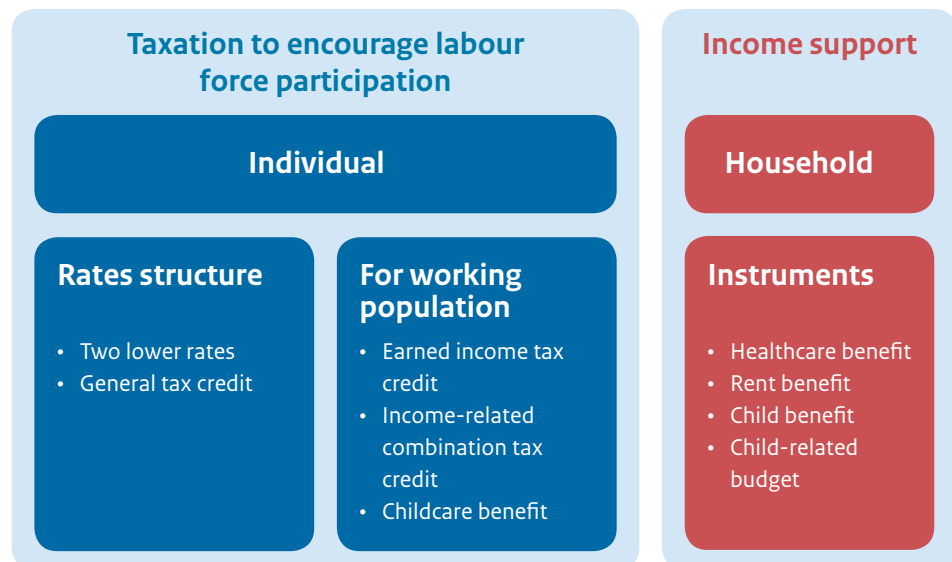 Taxation to encourage labour
force participation
Individual
Rates structure
• Two lower rates
• General tax credit
For working
population
• Earned income tax
credit
• Income-related
combination tax
credit
• Childcare benefit
Income support
Household
Instruments
• Healthcare benefit
• Rent benefit
• Child benefit
• Child-related
budget